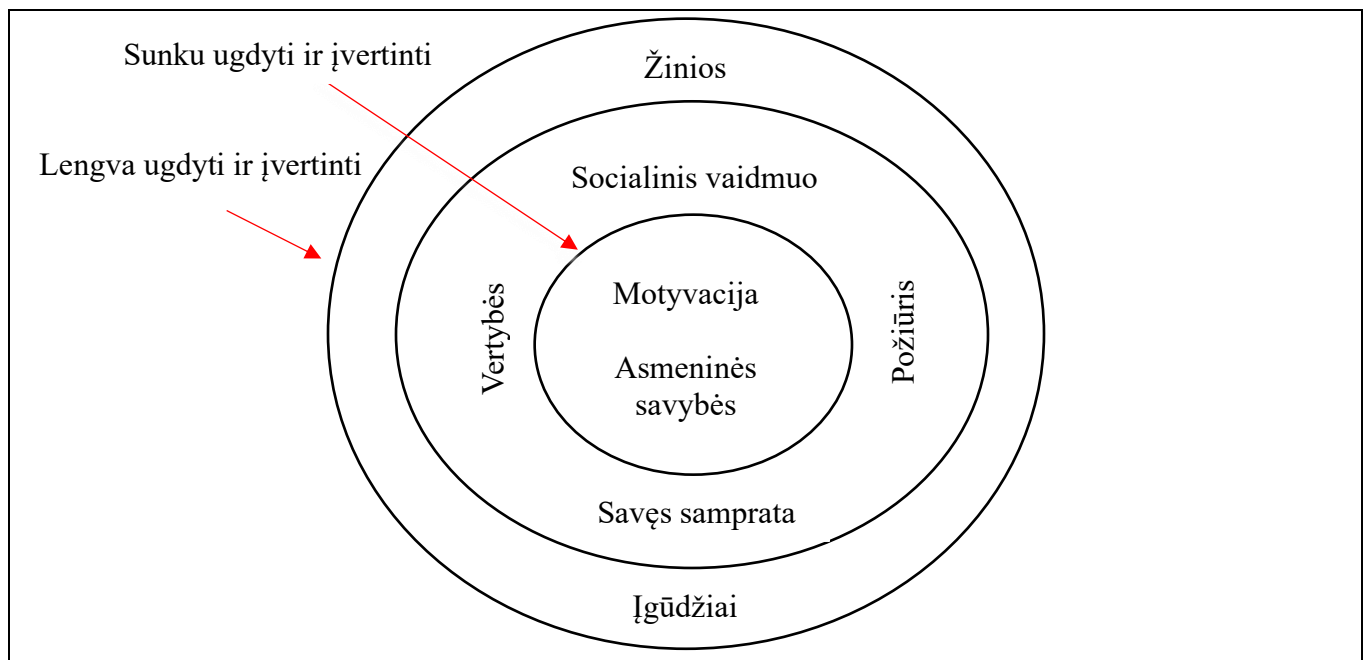 Sunku ugdyti ir įvertinti
Žinios
Lengva ugdyti ir įvertinti
Socialinis vaidmuo
Vertybės
Motyvacija
Požiūris
Asmeninės
savybės
Savęs samprata
Įgūdžiai